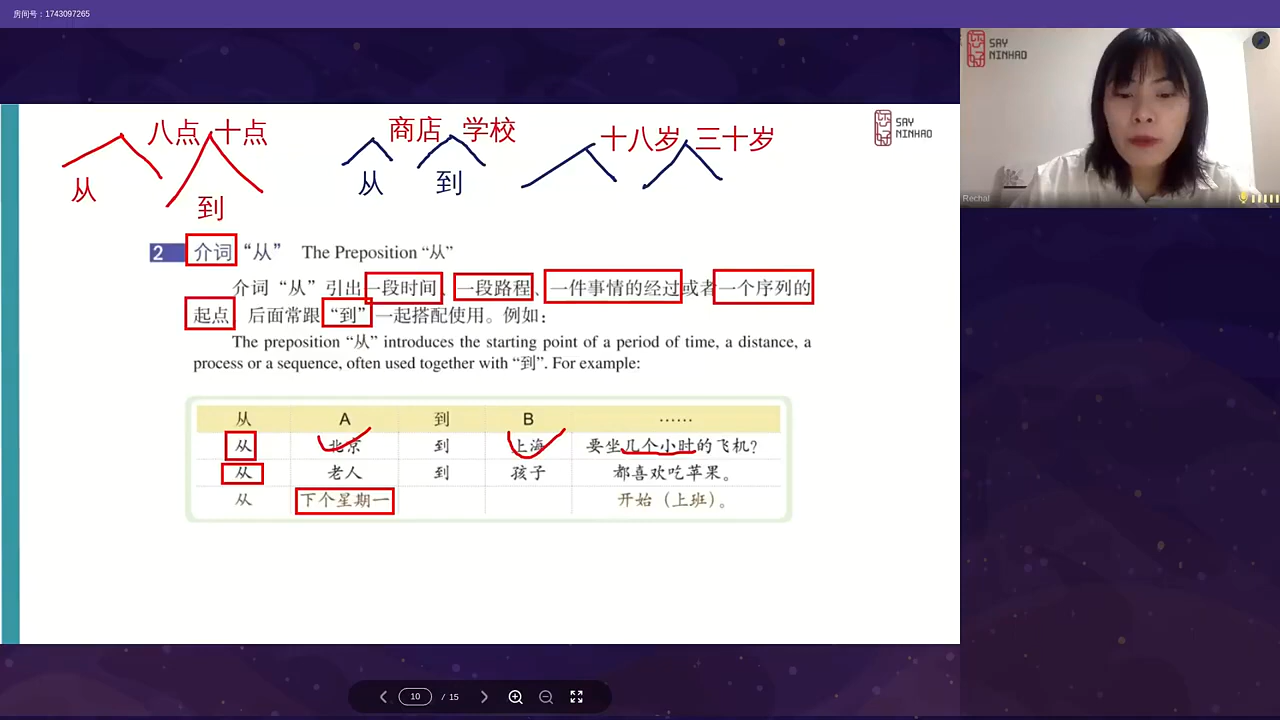 房间号：1743097265
SAY
NINHAO
八点 十点
从
到
商店 学校
从 到
十八岁 三十岁
SAY
NINHAO
Rechal
2 介词 “从” The Preposition “从”
介词“从”引出一段时间、一段路程、一件事情的经过或者一个序列的
起点，后面常跟“到”一起搭配使用。例如：
The preposition “从” introduces the starting point of a period of time, a distance, a
process or a sequence, often used together with “到”. For example:
从 A 到 B ……
从 北京 到 上海 要坐几个小时的飞机？
从 老人 到 孩子 都喜欢吃苹果。
从 下个星期一 开始（上班）。
10 / 15